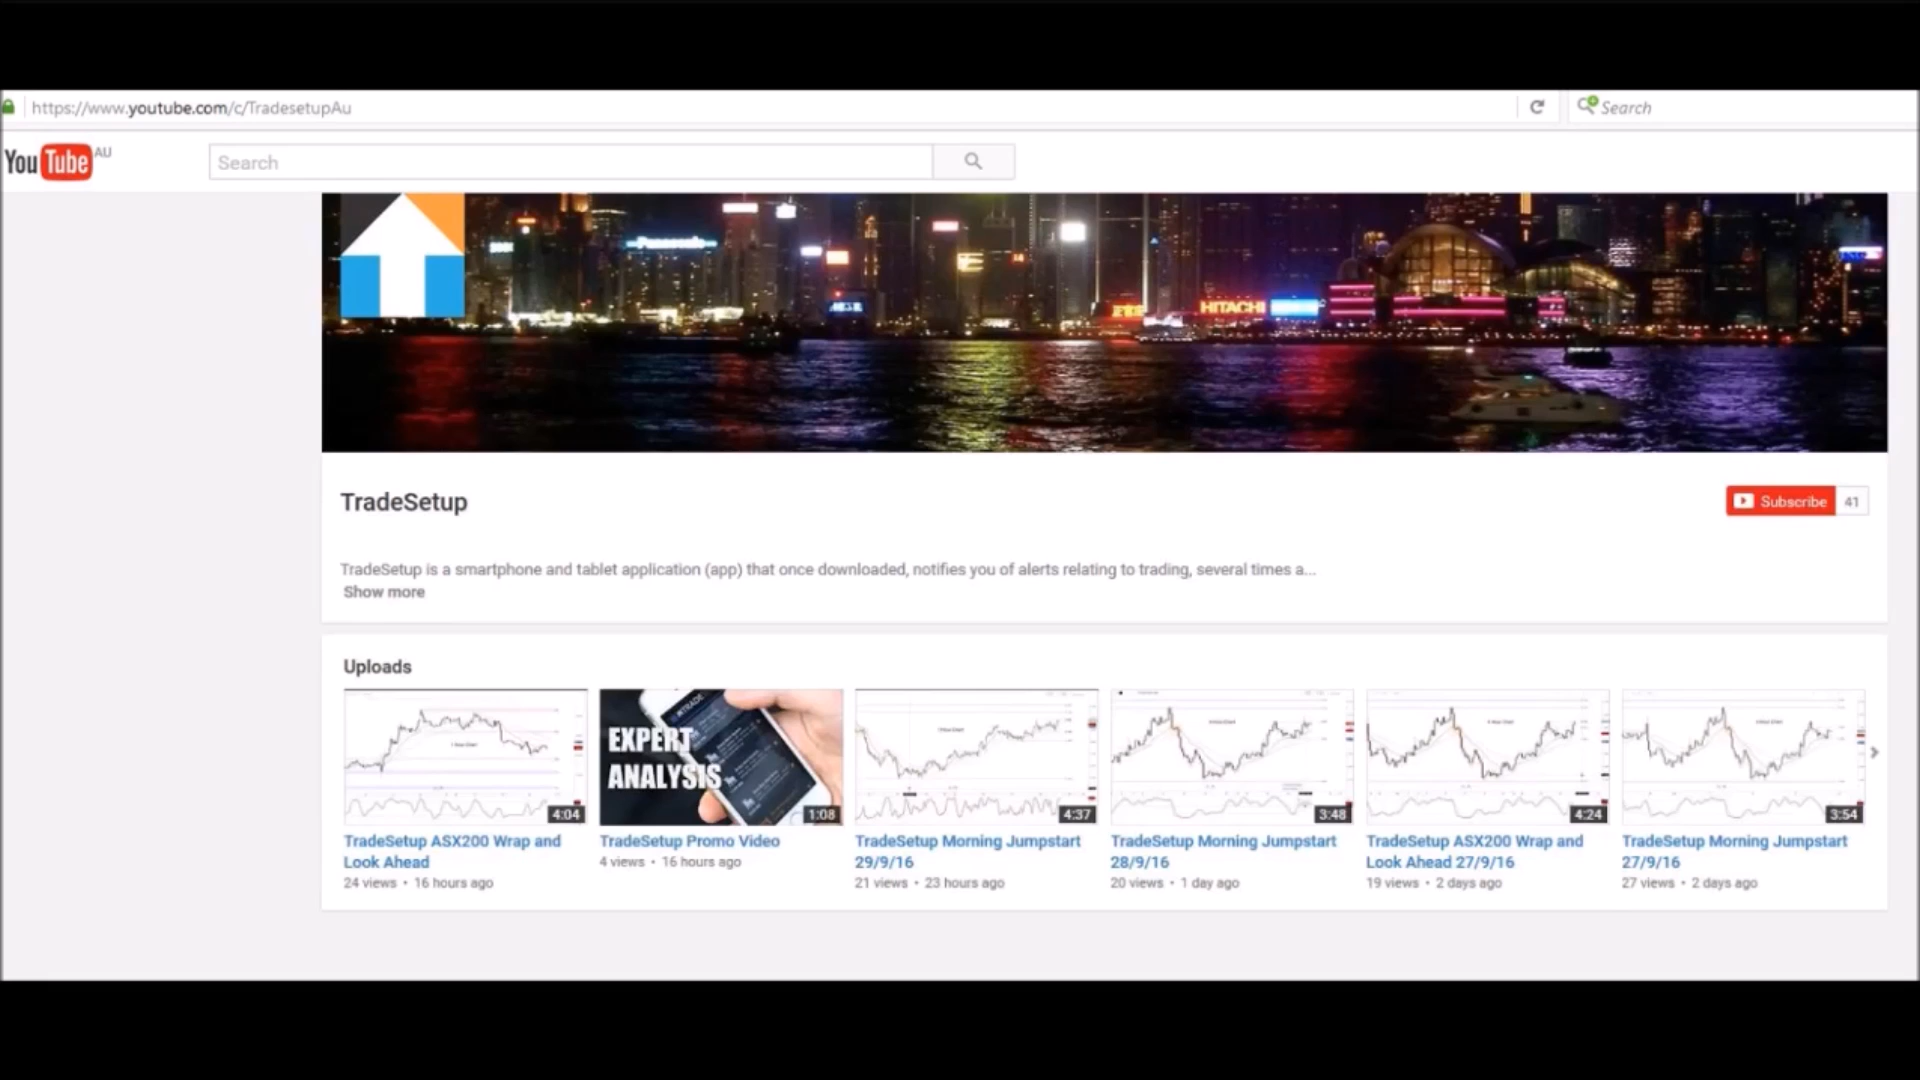 https://www.youtube.com/c/TradesetupAu
Search
YouTube AU
Search
Panasonic
HITACHI
TradeSetup
Subscribe 41
TradeSetup is a smartphone and tablet application (app) that once downloaded, notifies you of alerts relating to trading, several times a...
Show more
Uploads
EXPERT
ANALYSIS
4:04
1:08
4:37
3:48
4:24
3:54
TradeSetup ASX200 Wrap and
Look Ahead
24 views • 16 hours ago
TradeSetup Promo Video
4 views • 16 hours ago
TradeSetup Morning Jumpstart
29/9/16
21 views • 23 hours ago
TradeSetup Morning Jumpstart
28/9/16
20 views • 1 day ago
TradeSetup ASX200 Wrap and
Look Ahead 27/9/16
19 views • 2 days ago
TradeSetup Morning Jumpstart
27/9/16
27 views • 2 days ago